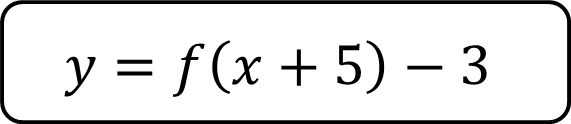 y = f(x + 5) − 3